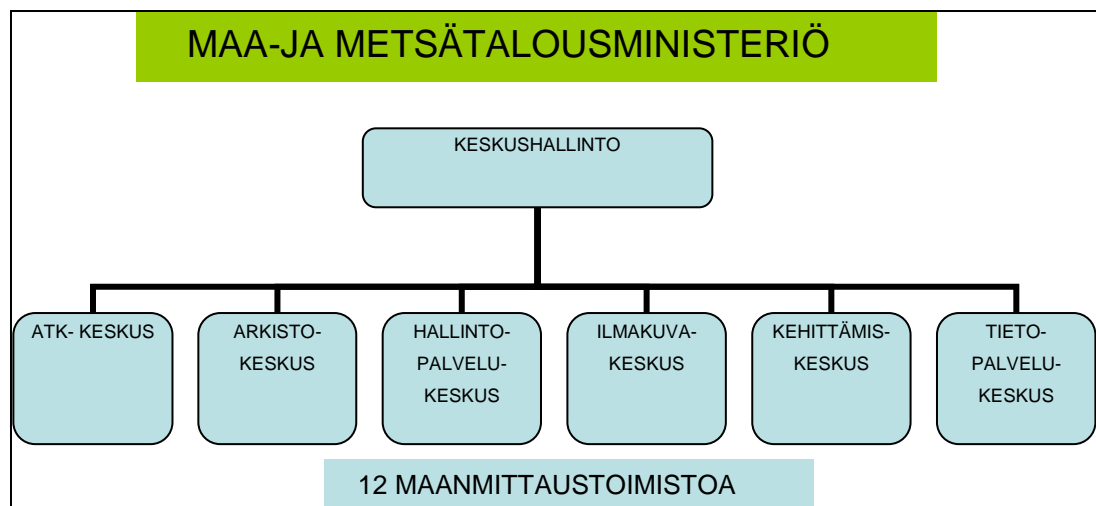 MAA-JA METSÄTALOUSMINISTERIÖ
KESKUSHALLINTO
ATK- KESKUS
ARKISTO-
KESKUS
HALLINTO-
PALVELU-
KESKUS
ILMAKUVA-
KESKUS
KEHITTÄMIS-
KESKUS
TIETO-
PALVELU-
KESKUS
12 MAANMITTAUSTOIMISTOA